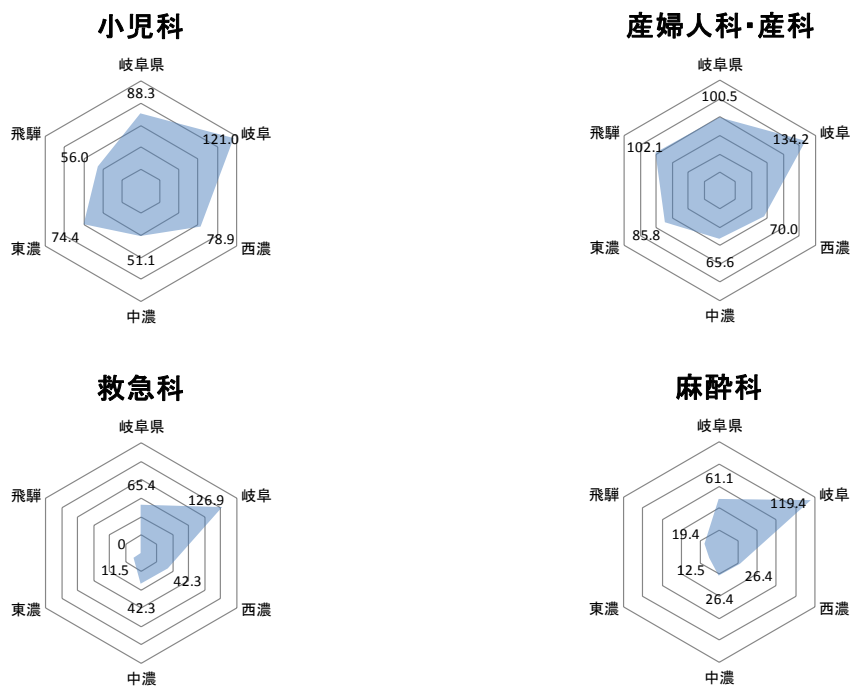 小児科
岐阜県
88.3
飛騨
岐阜
121.0
56.0
74.4
78.9
東濃
西濃
51.1
中濃
産婦人科・産科
岐阜県
100.5
飛騨
岐阜
102.1
134.2
85.8
70.0
東濃
西濃
65.6
中濃
救急科
岐阜県
65.4
飛騨
岐阜
126.9
0
11.5
42.3
東濃
西濃
42.3
中濃
麻酔科
岐阜県
61.1
飛騨
岐阜
119.4
19.4
12.5
26.4
東濃
西濃
26.4
中濃